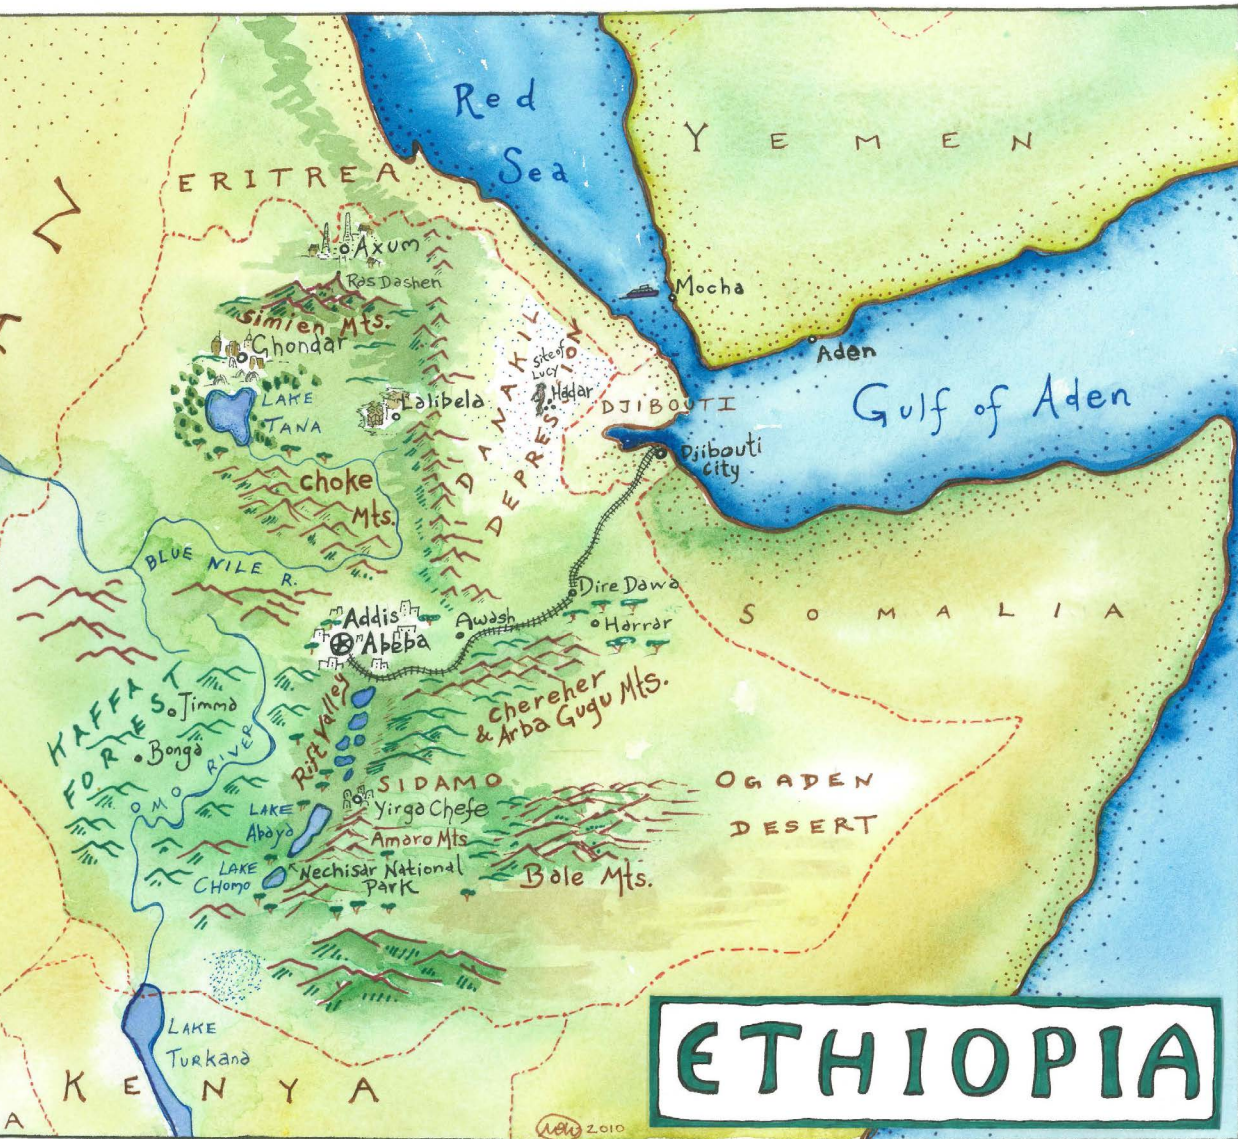 Red
Sea
YEMEN
ERITREA
Axum
Ras Dashen
Simien Mts.
Ghondar
Mocha
Aden
Gulf of Aden
LAKE
TANA
Lalibela
DANAKIL
DEPRESSION
Site of
Lucy
Hadar
DJIBOUTI
Djibouti
City
Choke
Mts.
BLUE NILE R.
Dire Dawa
Harrar
SOMALIA
Addis
Abeba
Awash
Chereher
& Arba Gugu Mts.
Rift Valley
KAFFA
FOREST
Jimma
Bonga
OMO RIVER
SIDAMO
Yirga Chefe
OGADEN
DESERT
LAKE
Abaya
Amaro Mts
LAKE
CHOMO
Nechisar National
Park
Bale Mts.
LAKE
Turkana
KENYA
A
ETHIOPIA
2010